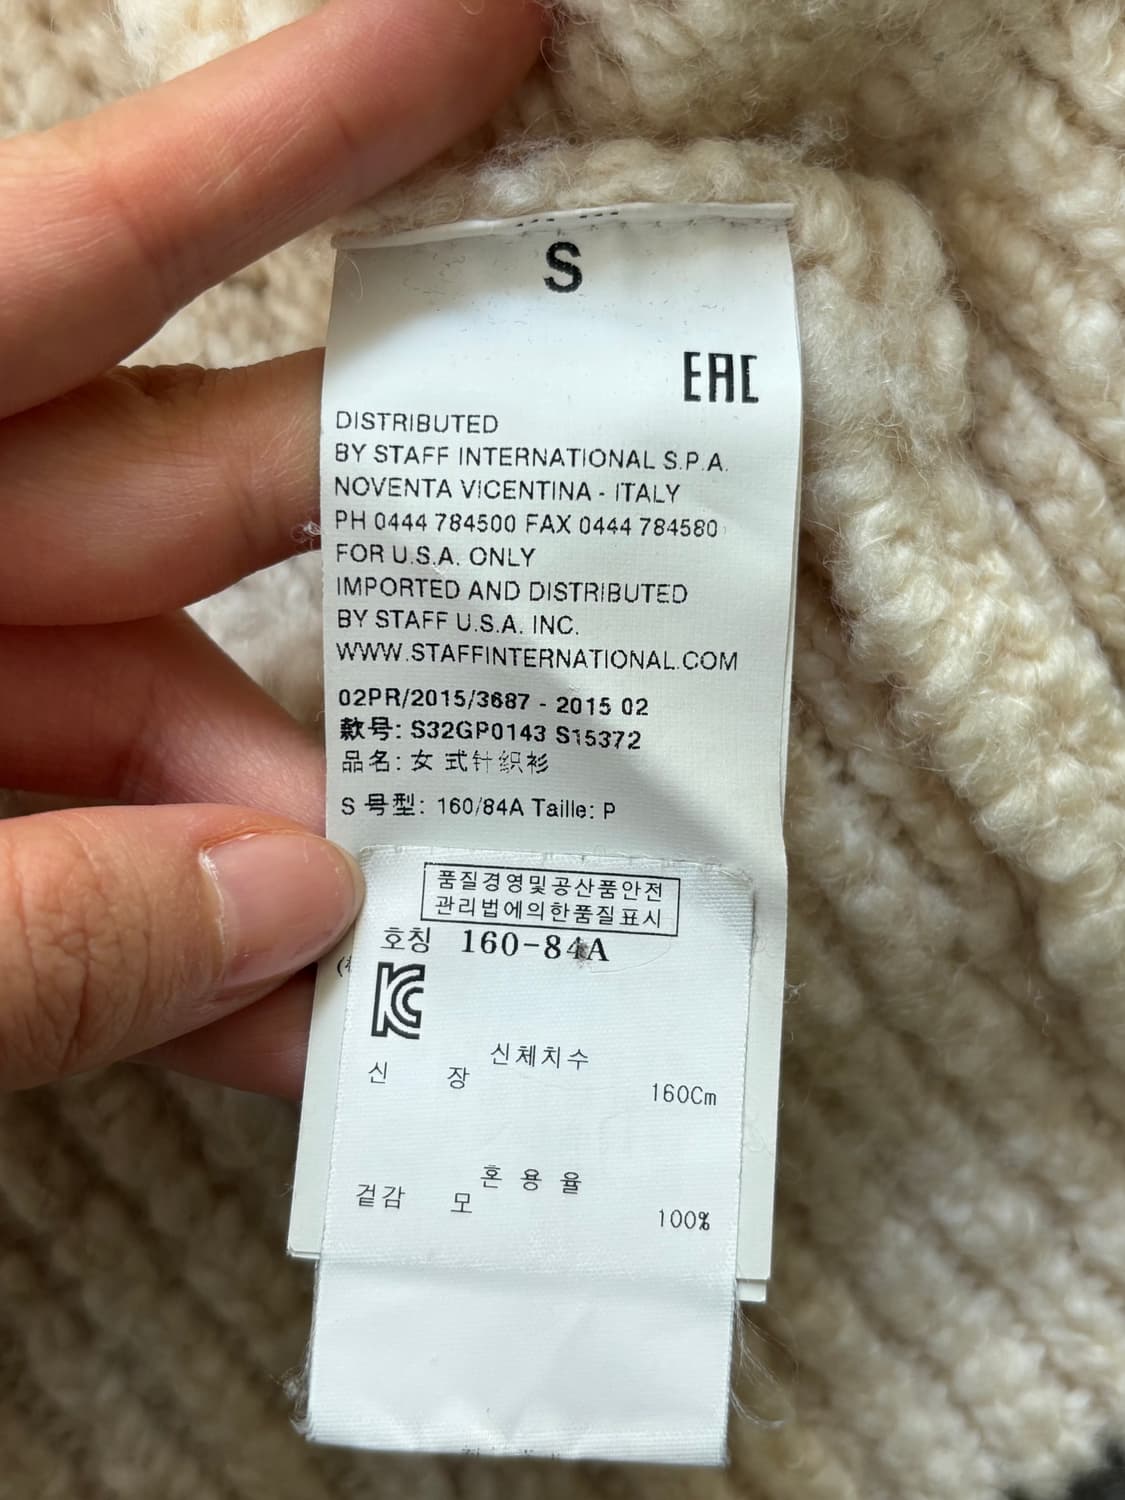 S
EAC
DISTRIBUTED
BY STAFF INTERNATIONAL S.P.A.
NOVENTA VICENTINA - ITALY
PH 0444 784500 FAX 0444 784580
FOR U.S.A. ONLY
IMPORTED AND DISTRIBUTED
BY STAFF U.S.A. INC.
WWW.STAFFINTERNATIONAL.COM
02PR/2015/3687 - 2015 02
款号: S32GP0143 S15372
品名: 女 式针织衫
S 号型: 160/84A Taille: P
품질경영및공산품안전
관리법에의한품질표시
호칭 160-84A
신체치수
신 장 160Cm
혼 용 율
겉감 모 100%